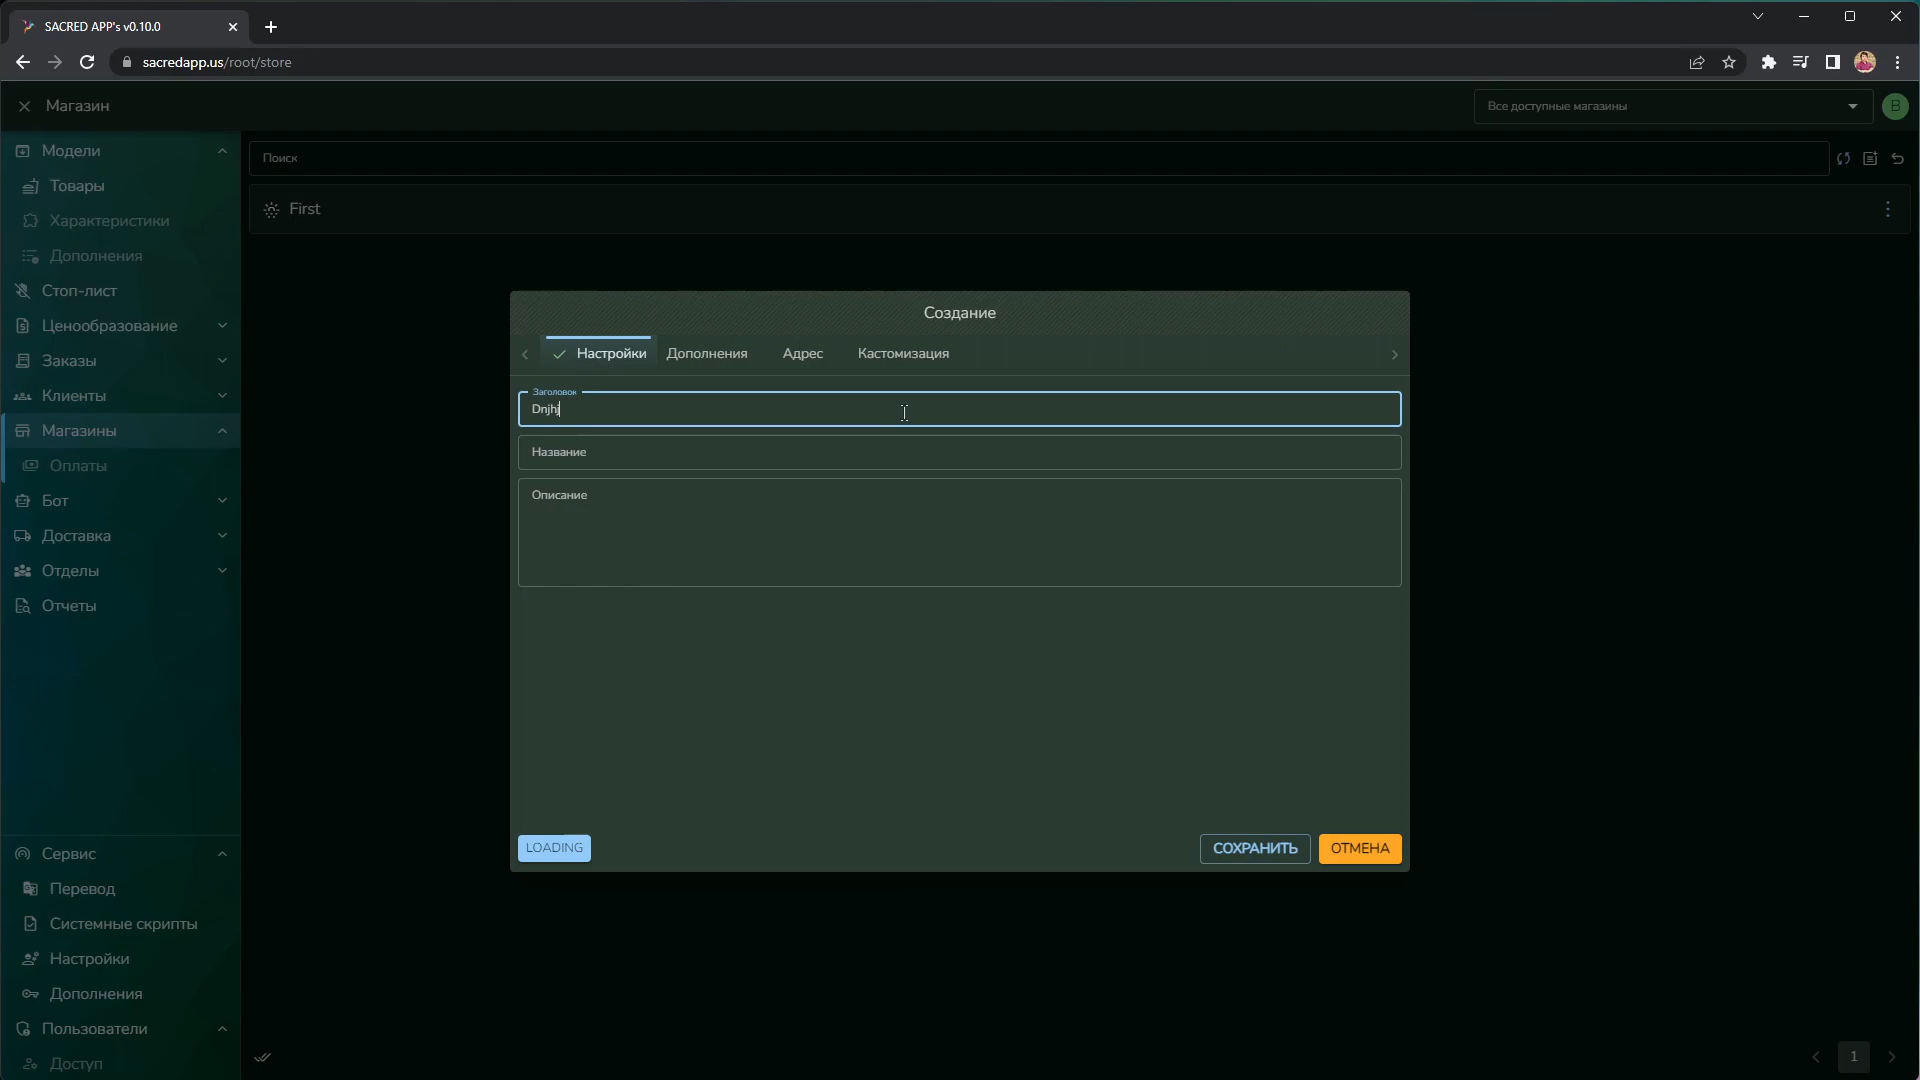 SACRED APP's v0.10.0
sacredapp.us/root/store
Магазин
Все доступные магазины
B
Модели
Товары
Характеристики
Дополнения
Стоп-лист
Ценообразование
Заказы
Клиенты
Магазины
Оплаты
Бот
Доставка
Отделы
Отчеты
Сервис
Перевод
Системные скрипты
Настройки
Дополнения
Пользователи
Доступ
Поиск
First
Создание
Настройки Дополнения Адрес Кастомизация
Заголовок
Dnjhj
Название
Описание
LOADING СОХРАНИТЬ ОТМЕНА
1